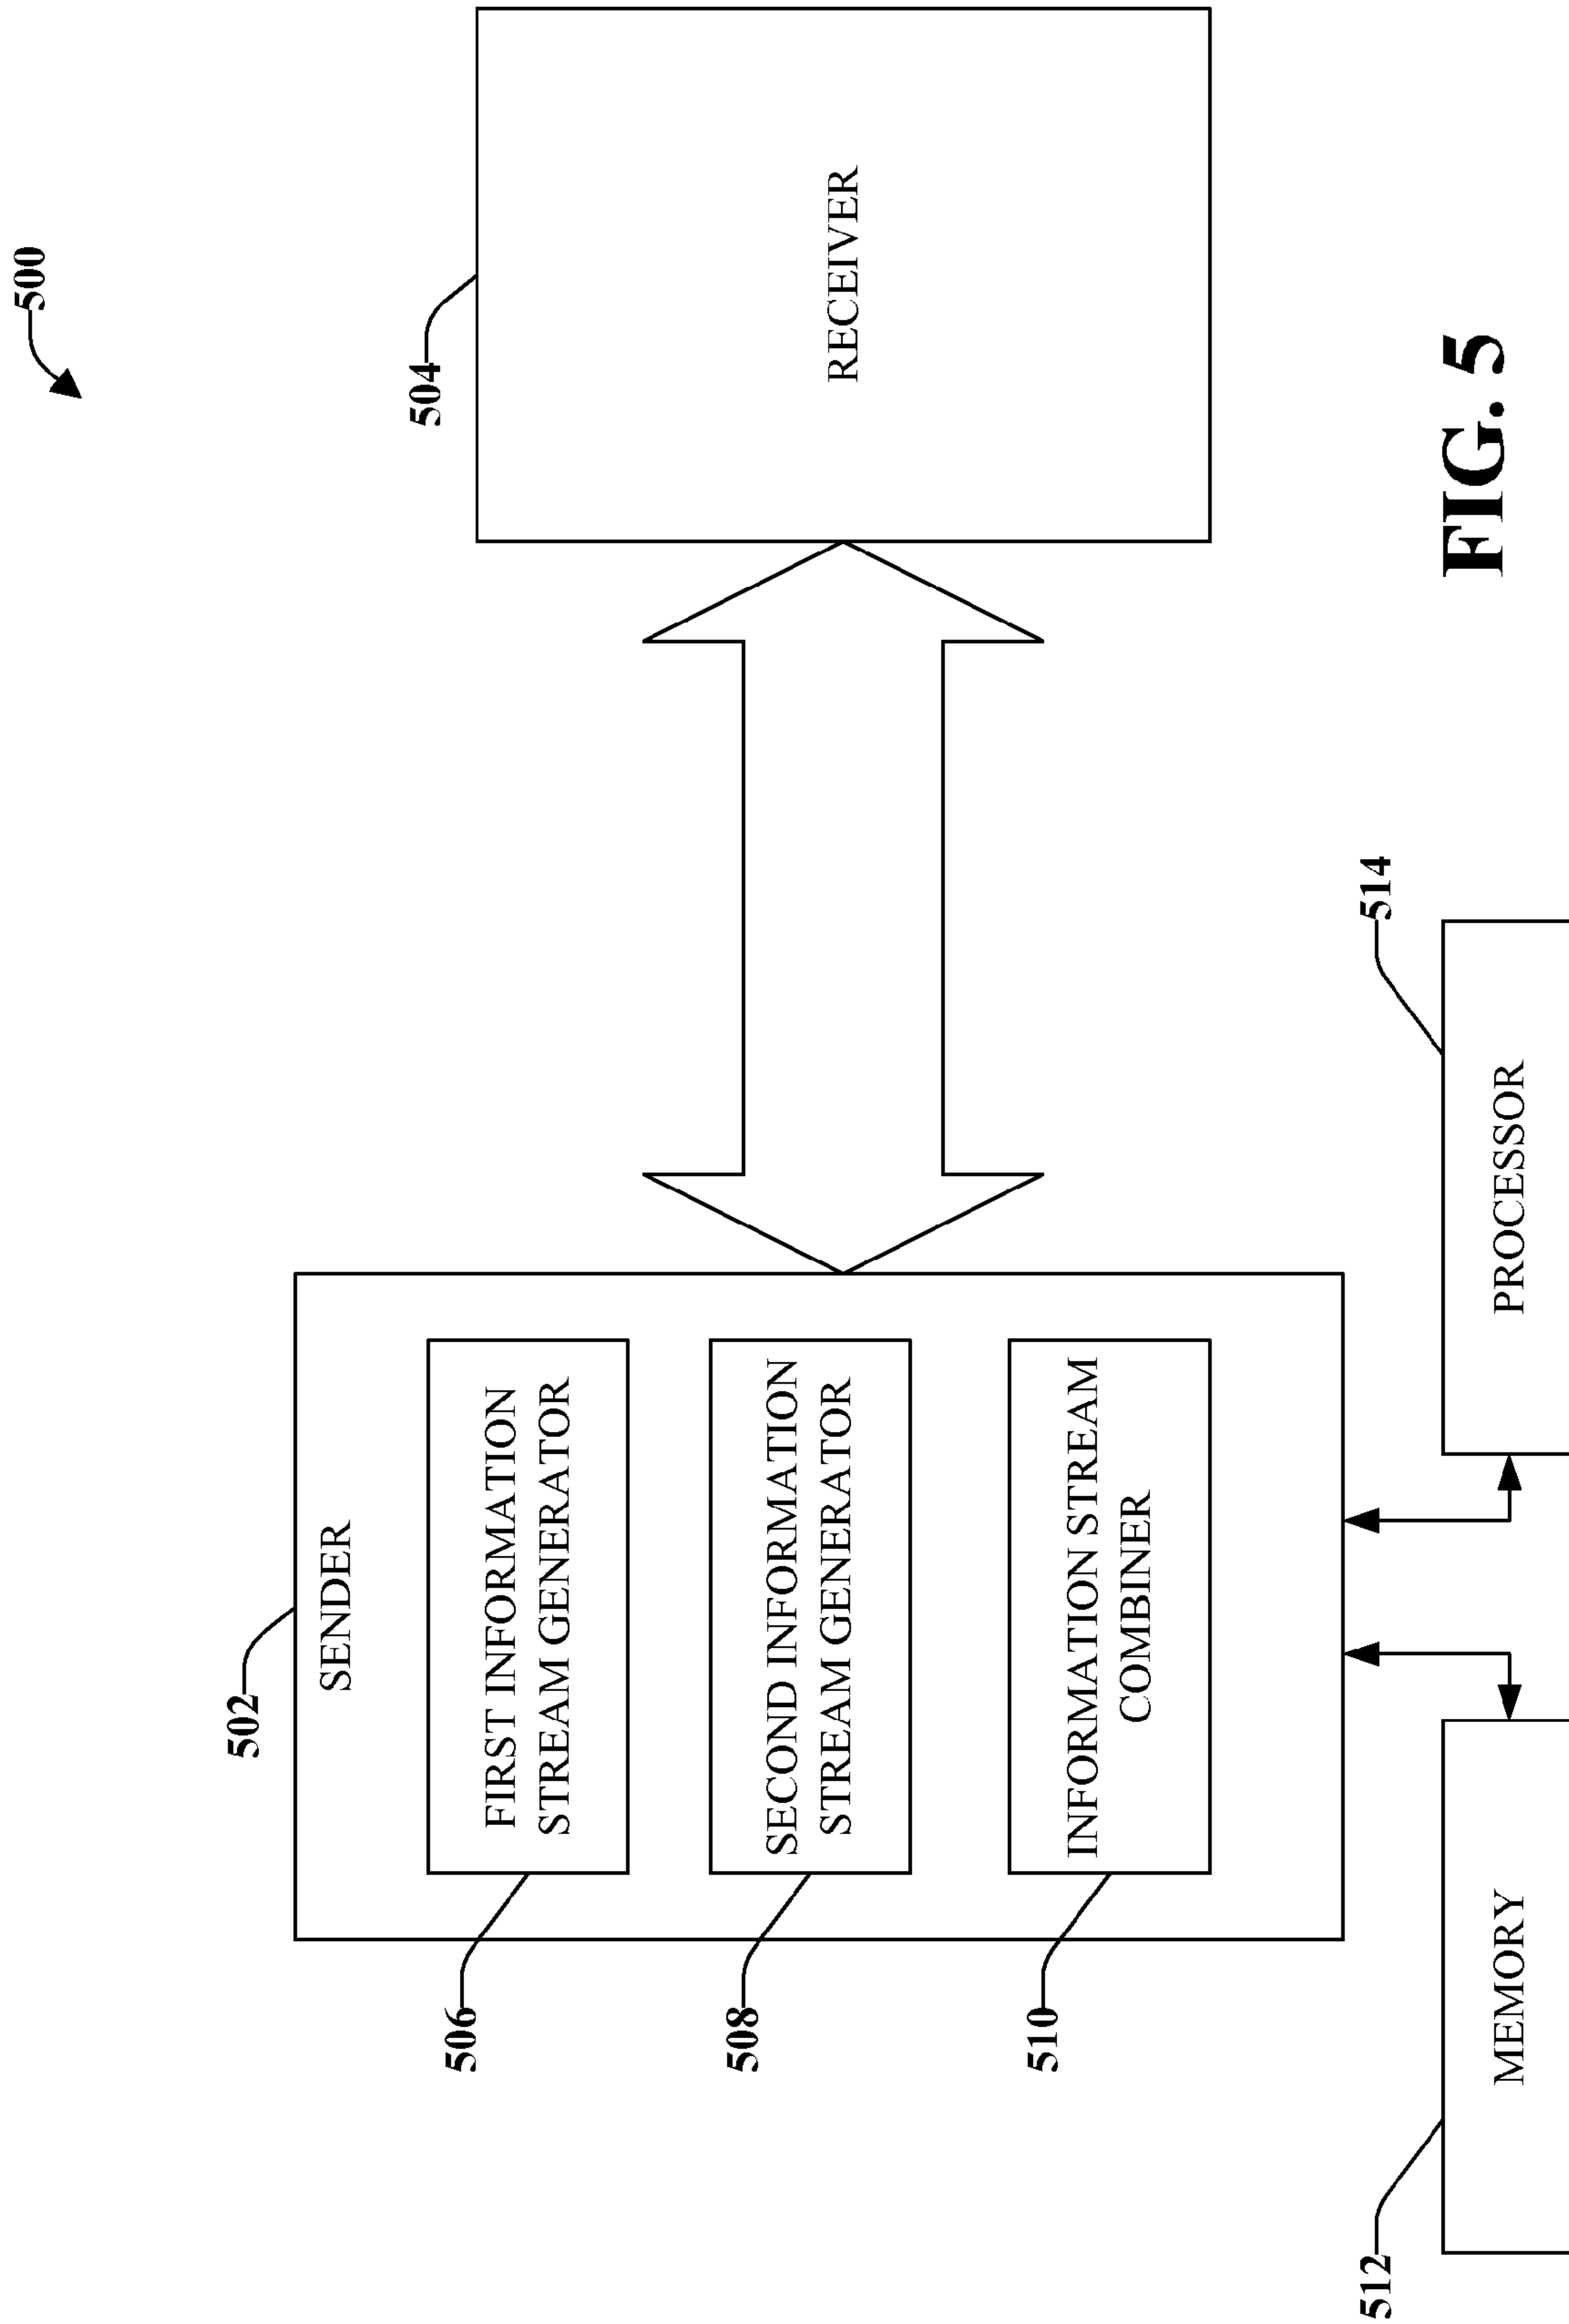 500
502
SENDER
504
506
FIRST INFORMATION
STREAM GENERATOR
508
SECOND INFORMATION
STREAM GENERATOR
RECEIVER
510
INFORMATION STREAM
COMBINER
512
MEMORY
514
PROCESSOR
FIG. 5